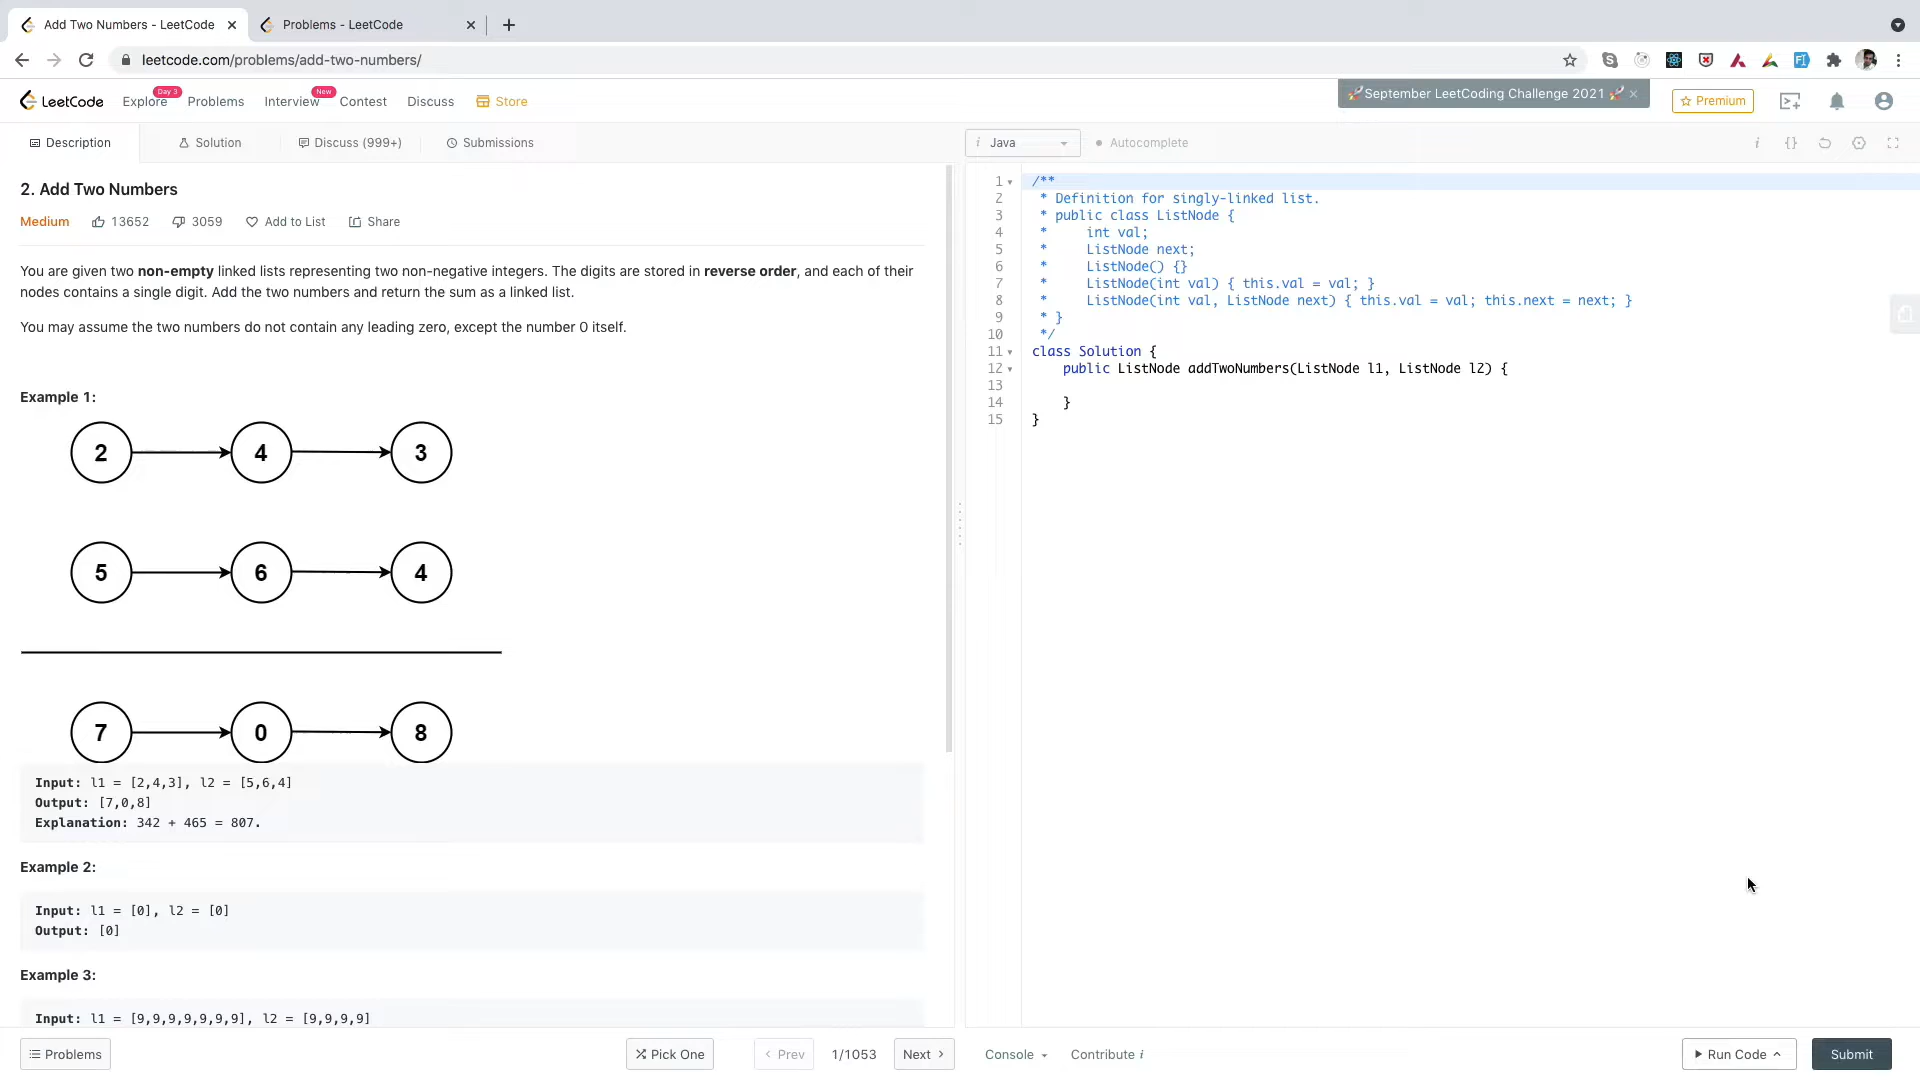 Add Two Numbers - LeetCode
Problems - LeetCode
leetcode.com/problems/add-two-numbers/
LeetCode
Explore
Day 3
Problems
Interview
New
Contest
Discuss
Store
🚀September LeetCoding Challenge 2021 🚀
Premium
Description
Solution
Discuss (999+)
Submissions
2. Add Two Numbers
Medium
13652
3059
Add to List
Share
You are given two non-empty linked lists representing two non-negative integers. The digits are stored in reverse order, and each of their
nodes contains a single digit. Add the two numbers and return the sum as a linked list.
You may assume the two numbers do not contain any leading zero, except the number 0 itself.
Example 1:
2 4 3
5 6 4
7 0 8
Input: l1 = [2,4,3], l2 = [5,6,4]
Output: [7,0,8]
Explanation: 342 + 465 = 807.
Example 2:
Input: l1 = [0], l2 = [0]
Output: [0]
Example 3:
Input: l1 = [9,9,9,9,9,9,9], l2 = [9,9,9,9]
i Java
Autocomplete
i {}
1 /**
2  * Definition for singly-linked list.
3  * public class ListNode {
4  *     int val;
5  *     ListNode next;
6  *     ListNode() {}
7  *     ListNode(int val) { this.val = val; }
8  *     ListNode(int val, ListNode next) { this.val = val; this.next = next; }
9  * }
10  */
11 class Solution {
12     public ListNode addTwoNumbers(ListNode l1, ListNode l2) {
13
14     }
15 }
Problems
Pick One
< Prev
1/1053
Next >
Console
Contribute i
Run Code
Submit